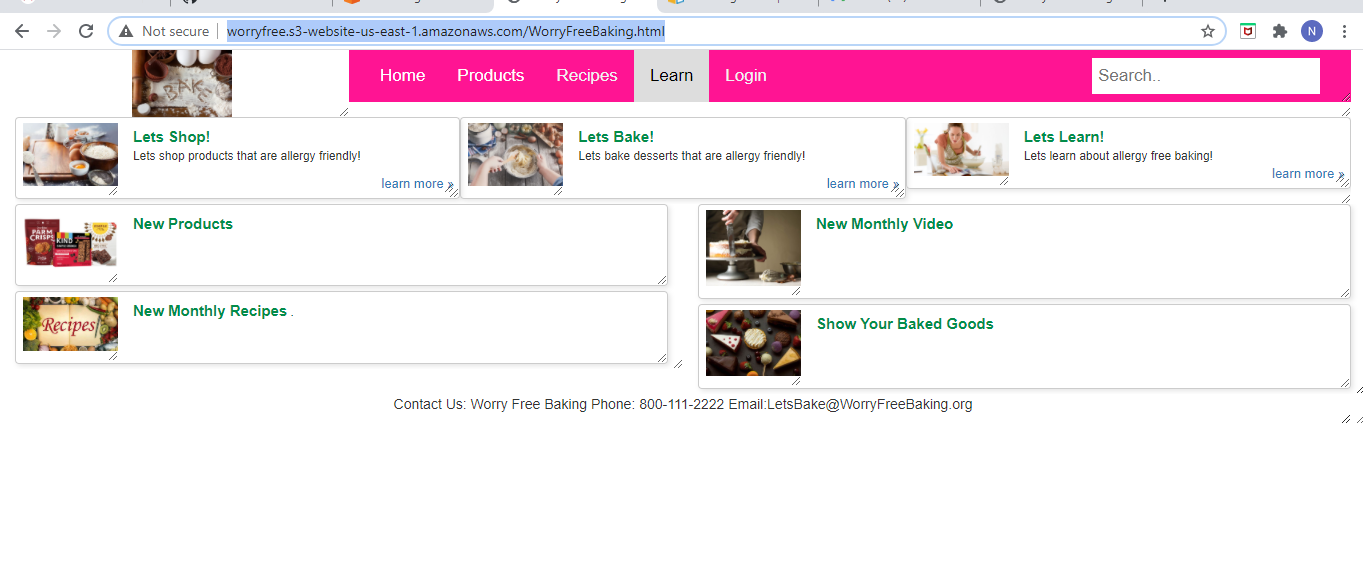 Not secure | worryfree.s3-website-us-east-1.amazonaws.com/WorryFreeBaking.html
N
BAKE
Home Products Recipes Learn Login Search..
Lets Shop!
Lets shop products that are allergy friendly!
learn more »
Lets Bake!
Lets bake desserts that are allergy friendly!
learn more »
Lets Learn!
Lets learn about allergy free baking!
learn more »
PARM
CRISPS
KIND
New Products
New Monthly Video
Recipes
New Monthly Recipes .
Show Your Baked Goods
Contact Us: Worry Free Baking Phone: 800-111-2222 Email:LetsBake@WorryFreeBaking.org